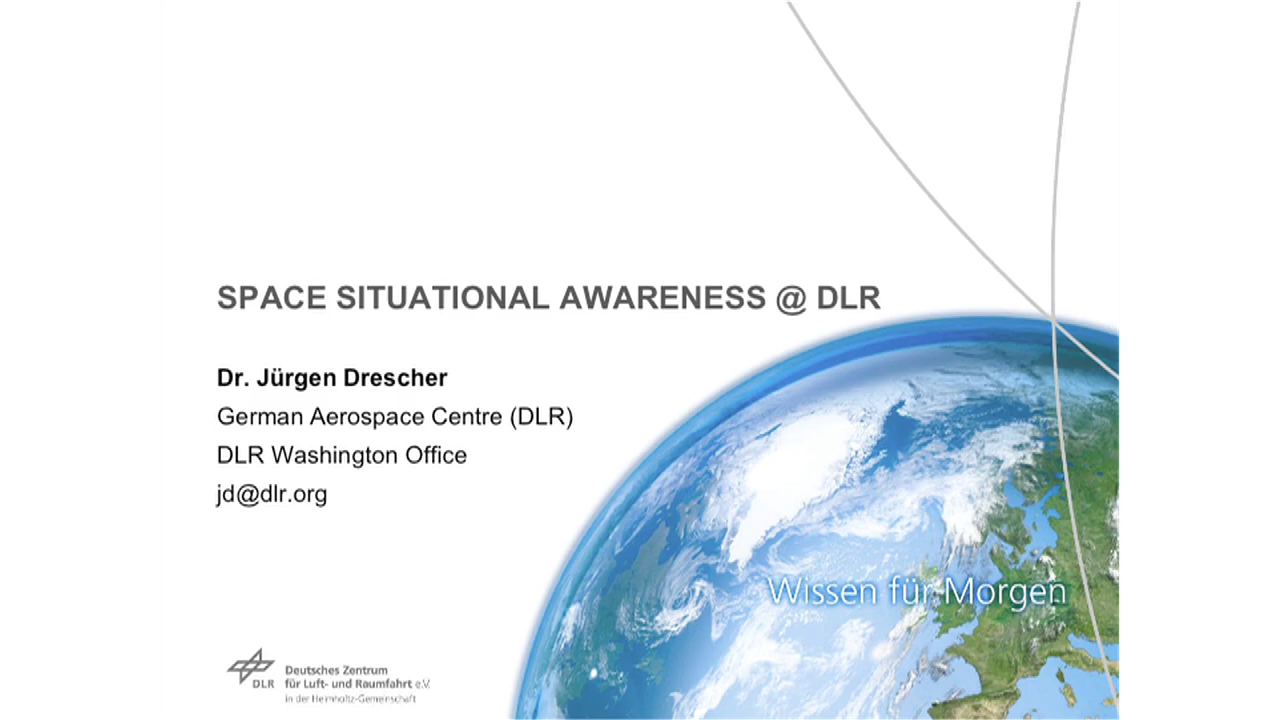 SPACE SITUATIONAL AWARENESS @ DLR
Dr. Jürgen Drescher
German Aerospace Centre (DLR)
DLR Washington Office
jd@dlr.org
Wissen für Morgen
DLR
Deutsches Zentrum
für Luft- und Raumfahrt e.V.
in der Helmholtz-Gemeinschaft